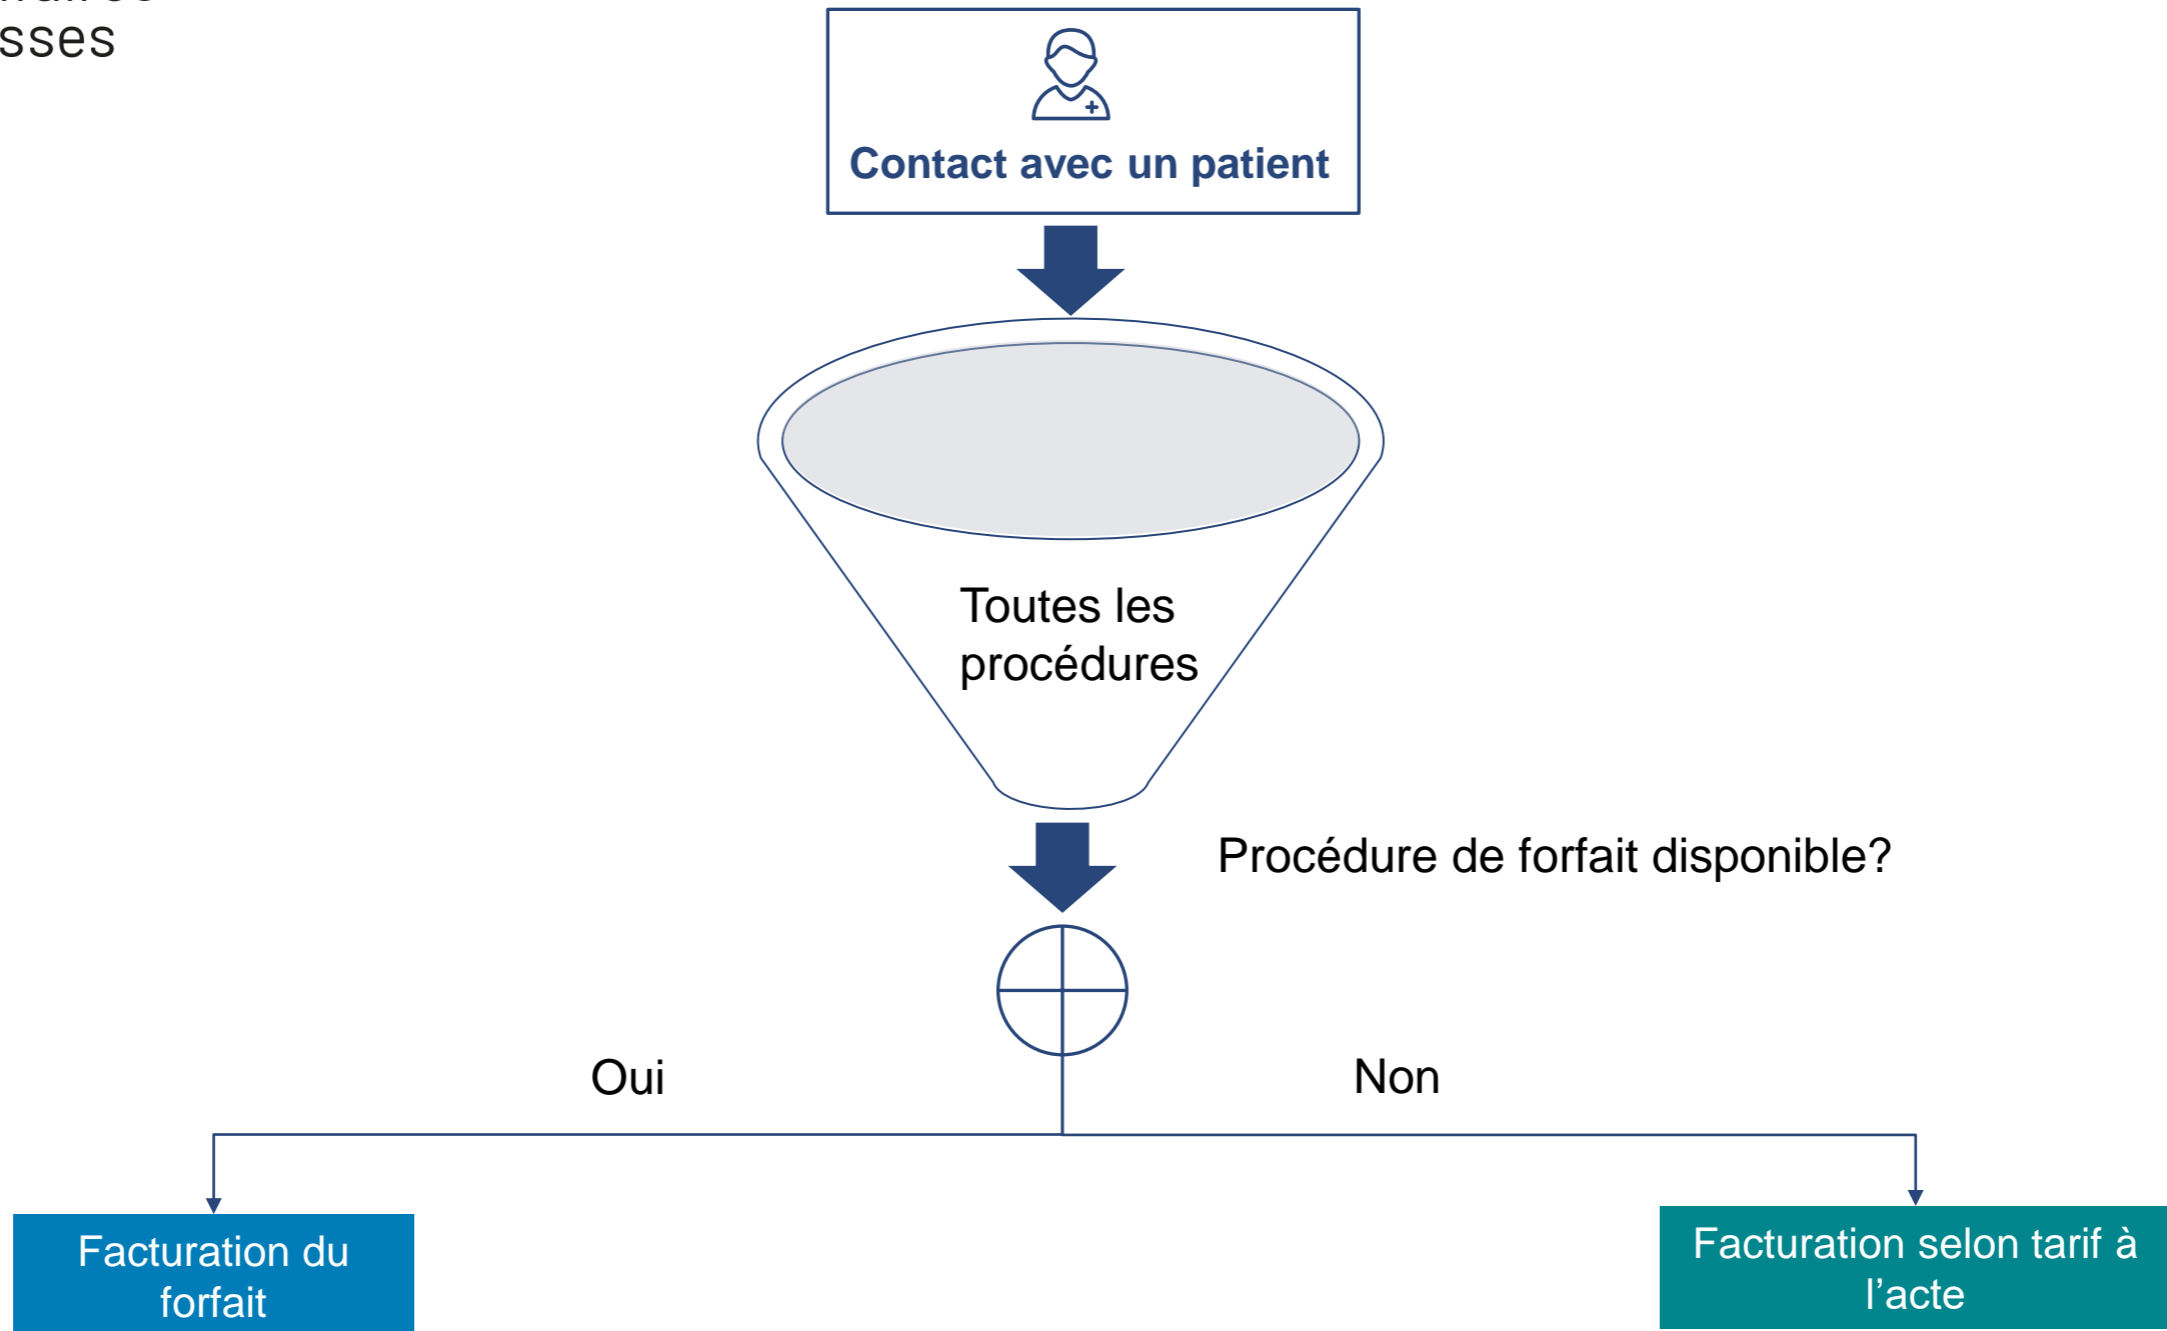 sses
Contact avec un patient
Toutes les
procédures
Procédure de forfait disponible?
Oui
Non
Facturation du
forfait
Facturation selon tarif à
l’acte